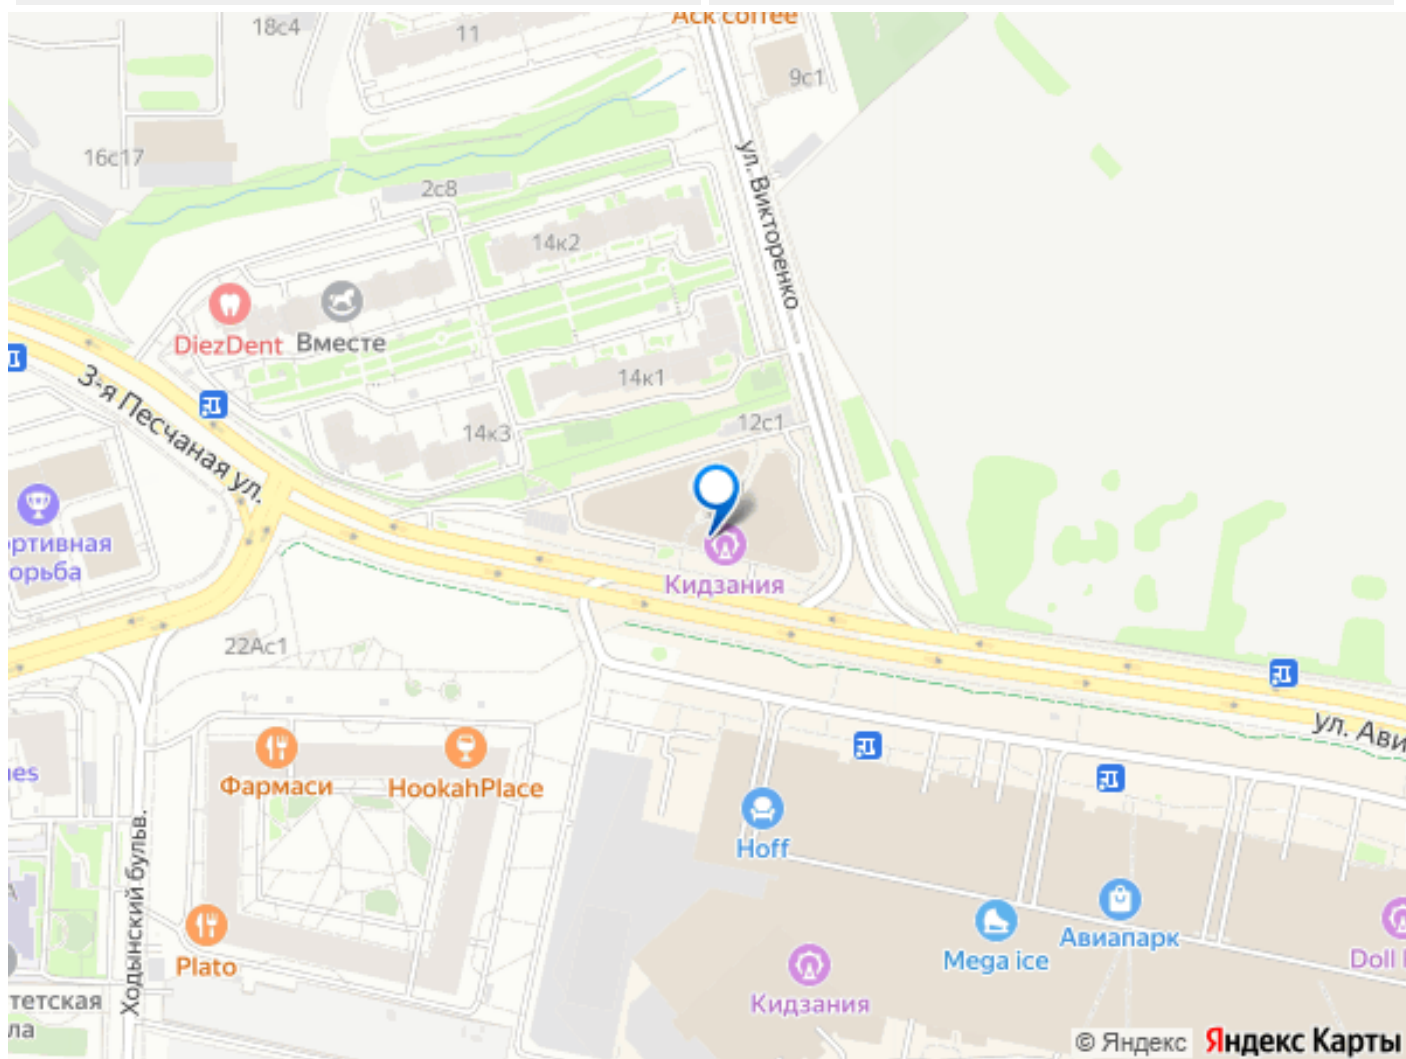 Ack coffee
18с4
11
9с1
16с17
2с8
ул. Викторенко
14к2
DiezDent
Вместе
14к1
3-я Песчаная ул.
14к3
12с1
ортивная
орьба
Кидзания
22Ас1
ул. Ави
Фармаси
HookahPlace
Hoff
Ходынский бульв.
Авиапарк
Mega ice
Doll
Plato
Кидзания
тетская
ла
© Яндекс
Яндекс Карты